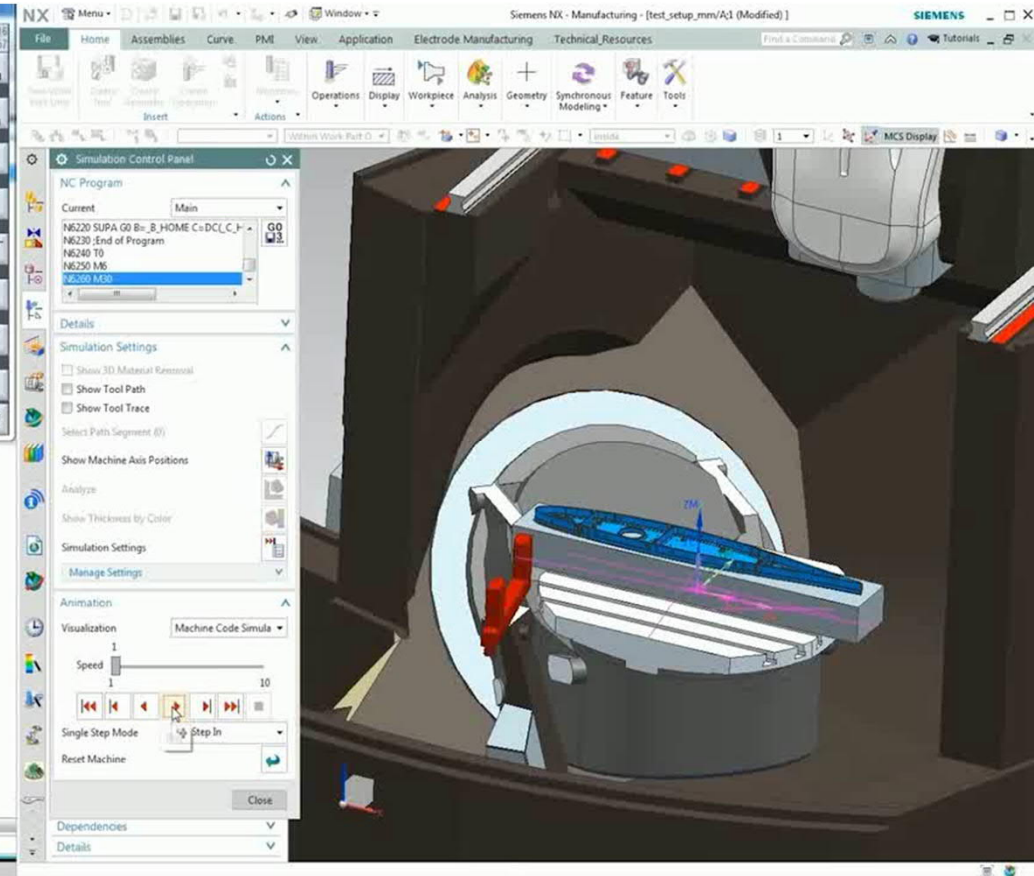 NX Menu Window
Siemens NX - Manufacturing - [test_setup_mm/A;1 (Modified) ]
SIEMENS
File Home Assemblies Curve PMI View Application Electrode Manufacturing Technical_Resources
Find a Command Tutorials
Operations Display Workpiece Analysis Geometry Synchronous Modeling Feature Tools
Insert Actions
Within Work Part O inside 1 MCS Display
Simulation Control Panel
NC Program
Current Main
N6220 SUPA G0 B=_B_HOME C=DC(_C_H
N6230 ;End of Program
N6240 T0
N6250 M6
N6260 M30
GO
Details
Simulation Settings
Show 3D Material Removal
Show Tool Path
Show Tool Trace
Select Path Segment (0)
Show Machine Axis Positions
Analyze
Show Thickness by Color
Simulation Settings
Manage Settings
Animation
Visualization Machine Code Simula
1
Speed
1 10
Single Step Mode Step In
Reset Machine
Close
Dependencies
Details
ZM